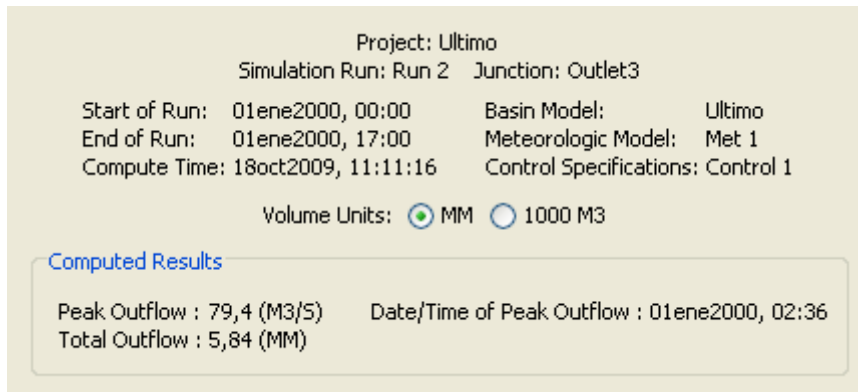 Project: Ultimo
Simulation Run: Run 2 Junction: Outlet3
Start of Run: 01ene2000, 00:00 Basin Model: Ultimo
End of Run: 01ene2000, 17:00 Meteorologic Model: Met 1
Compute Time: 18oct2009, 11:11:16 Control Specifications: Control 1
Volume Units: MM 1000 M3
Computed Results
Peak Outflow : 79,4 (M3/S) Date/Time of Peak Outflow : 01ene2000, 02:36
Total Outflow : 5,84 (MM)